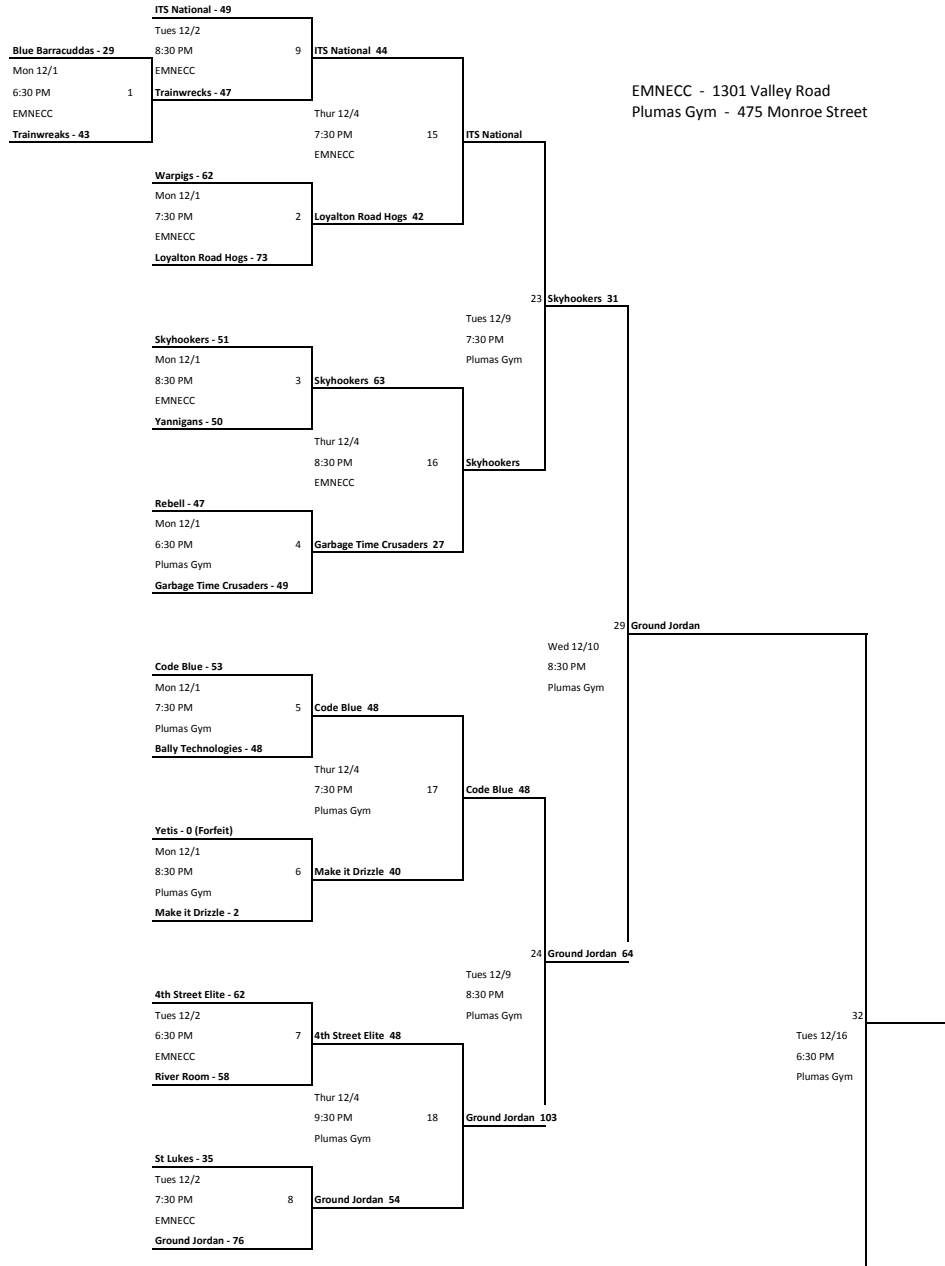 ITS National - 49
Tues 12/2
Blue Barracuddas - 29
8:30 PM 9 ITS National 44
Mon 12/1
EMNECC
6:30 PM 1
Trainwrecks - 47
EMNECC
Trainwreaks - 43
Thur 12/4
7:30 PM 15 ITS National
EMNECC
EMNECC - 1301 Valley Road
Plumas Gym - 475 Monroe Street
Warpigs - 62
Mon 12/1
7:30 PM 2 Loyalton Road Hogs 42
EMNECC
Loyalton Road Hogs - 73
23 Skyhookers 31
Tues 12/9
7:30 PM
Plumas Gym
Skyhookers - 51
Mon 12/1
8:30 PM 3 Skyhookers 63
EMNECC
Yannigans - 50
Thur 12/4
8:30 PM 16 Skyhookers
EMNECC
Rebell - 47
Mon 12/1
6:30 PM 4 Garbage Time Crusaders 27
Plumas Gym
Garbage Time Crusaders - 49
29 Ground Jordan
Wed 12/10
8:30 PM
Plumas Gym
Code Blue - 53
Mon 12/1
7:30 PM 5 Code Blue 48
Plumas Gym
Bally Technologies - 48
Thur 12/4
7:30 PM 17 Code Blue 48
Plumas Gym
Yetis - 0 (Forfeit)
Mon 12/1
8:30 PM 6 Make it Drizzle 40
Plumas Gym
Make it Drizzle - 2
24 Ground Jordan 64
Tues 12/9
8:30 PM
Plumas Gym
4th Street Elite - 62
Tues 12/2
6:30 PM 7 4th Street Elite 48
EMNECC
River Room - 58
32
Tues 12/16
6:30 PM
Plumas Gym
Thur 12/4
9:30 PM 18 Ground Jordan 103
Plumas Gym
St Lukes - 35
Tues 12/2
7:30 PM 8 Ground Jordan 54
EMNECC
Ground Jordan - 76